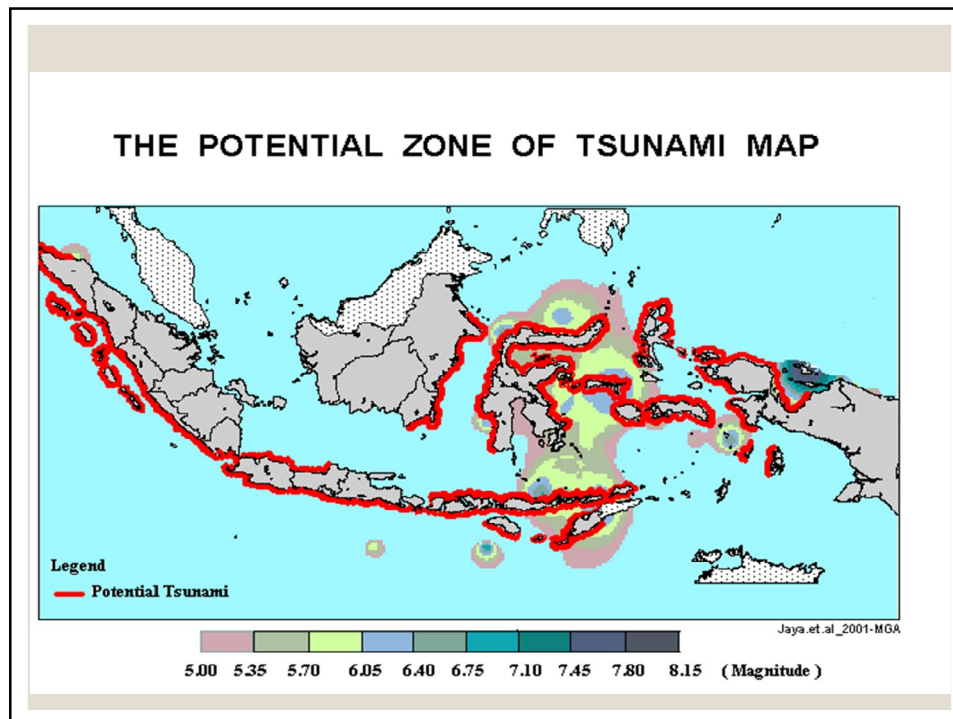 THE POTENTIAL ZONE OF TSUNAMI MAP
Legend
Potential Tsunami
Jaya.et.al_2001-MGA
5.00 5.35 5.70 6.05 6.40 6.75 7.10 7.45 7.80 8.15 ( Magnitude )